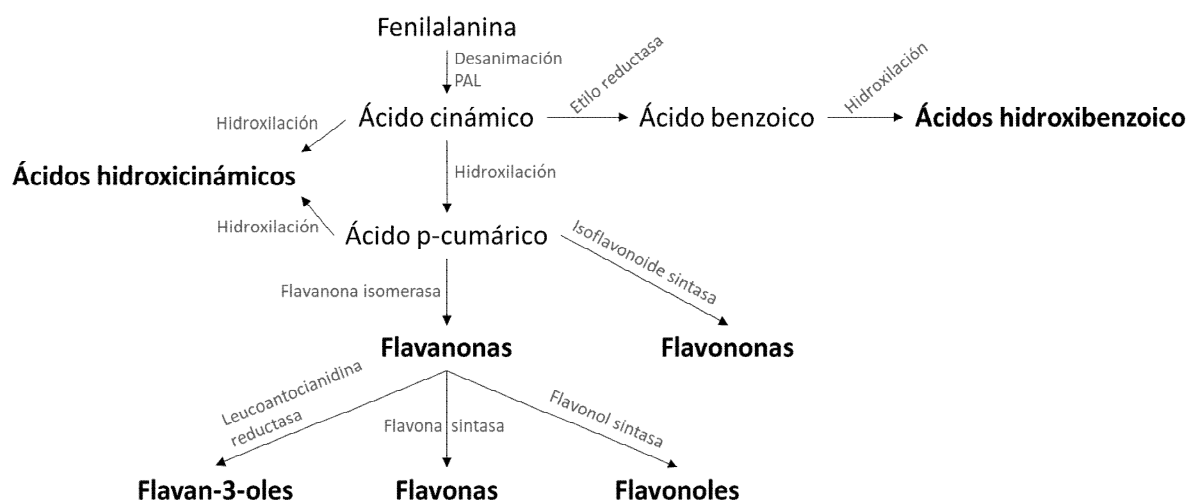 Fenilalanina
Desanimación
PAL
Etilo reductasa
Hidroxilación
Hidroxilación
Ácido cinámico
Ácido benzoico
Ácidos hidroxibenzoico
Hidroxilación
Ácidos hidroxicinámicos
Hidroxilación
Ácido p-cumárico
Isoflavonoide sintasa
Flavanona isomerasa
Flavanonas
Flavononas
Leucoantocianidina
reductasa
Flavona sintasa
Flavonol sintasa
Flavan-3-oles
Flavonas
Flavonoles